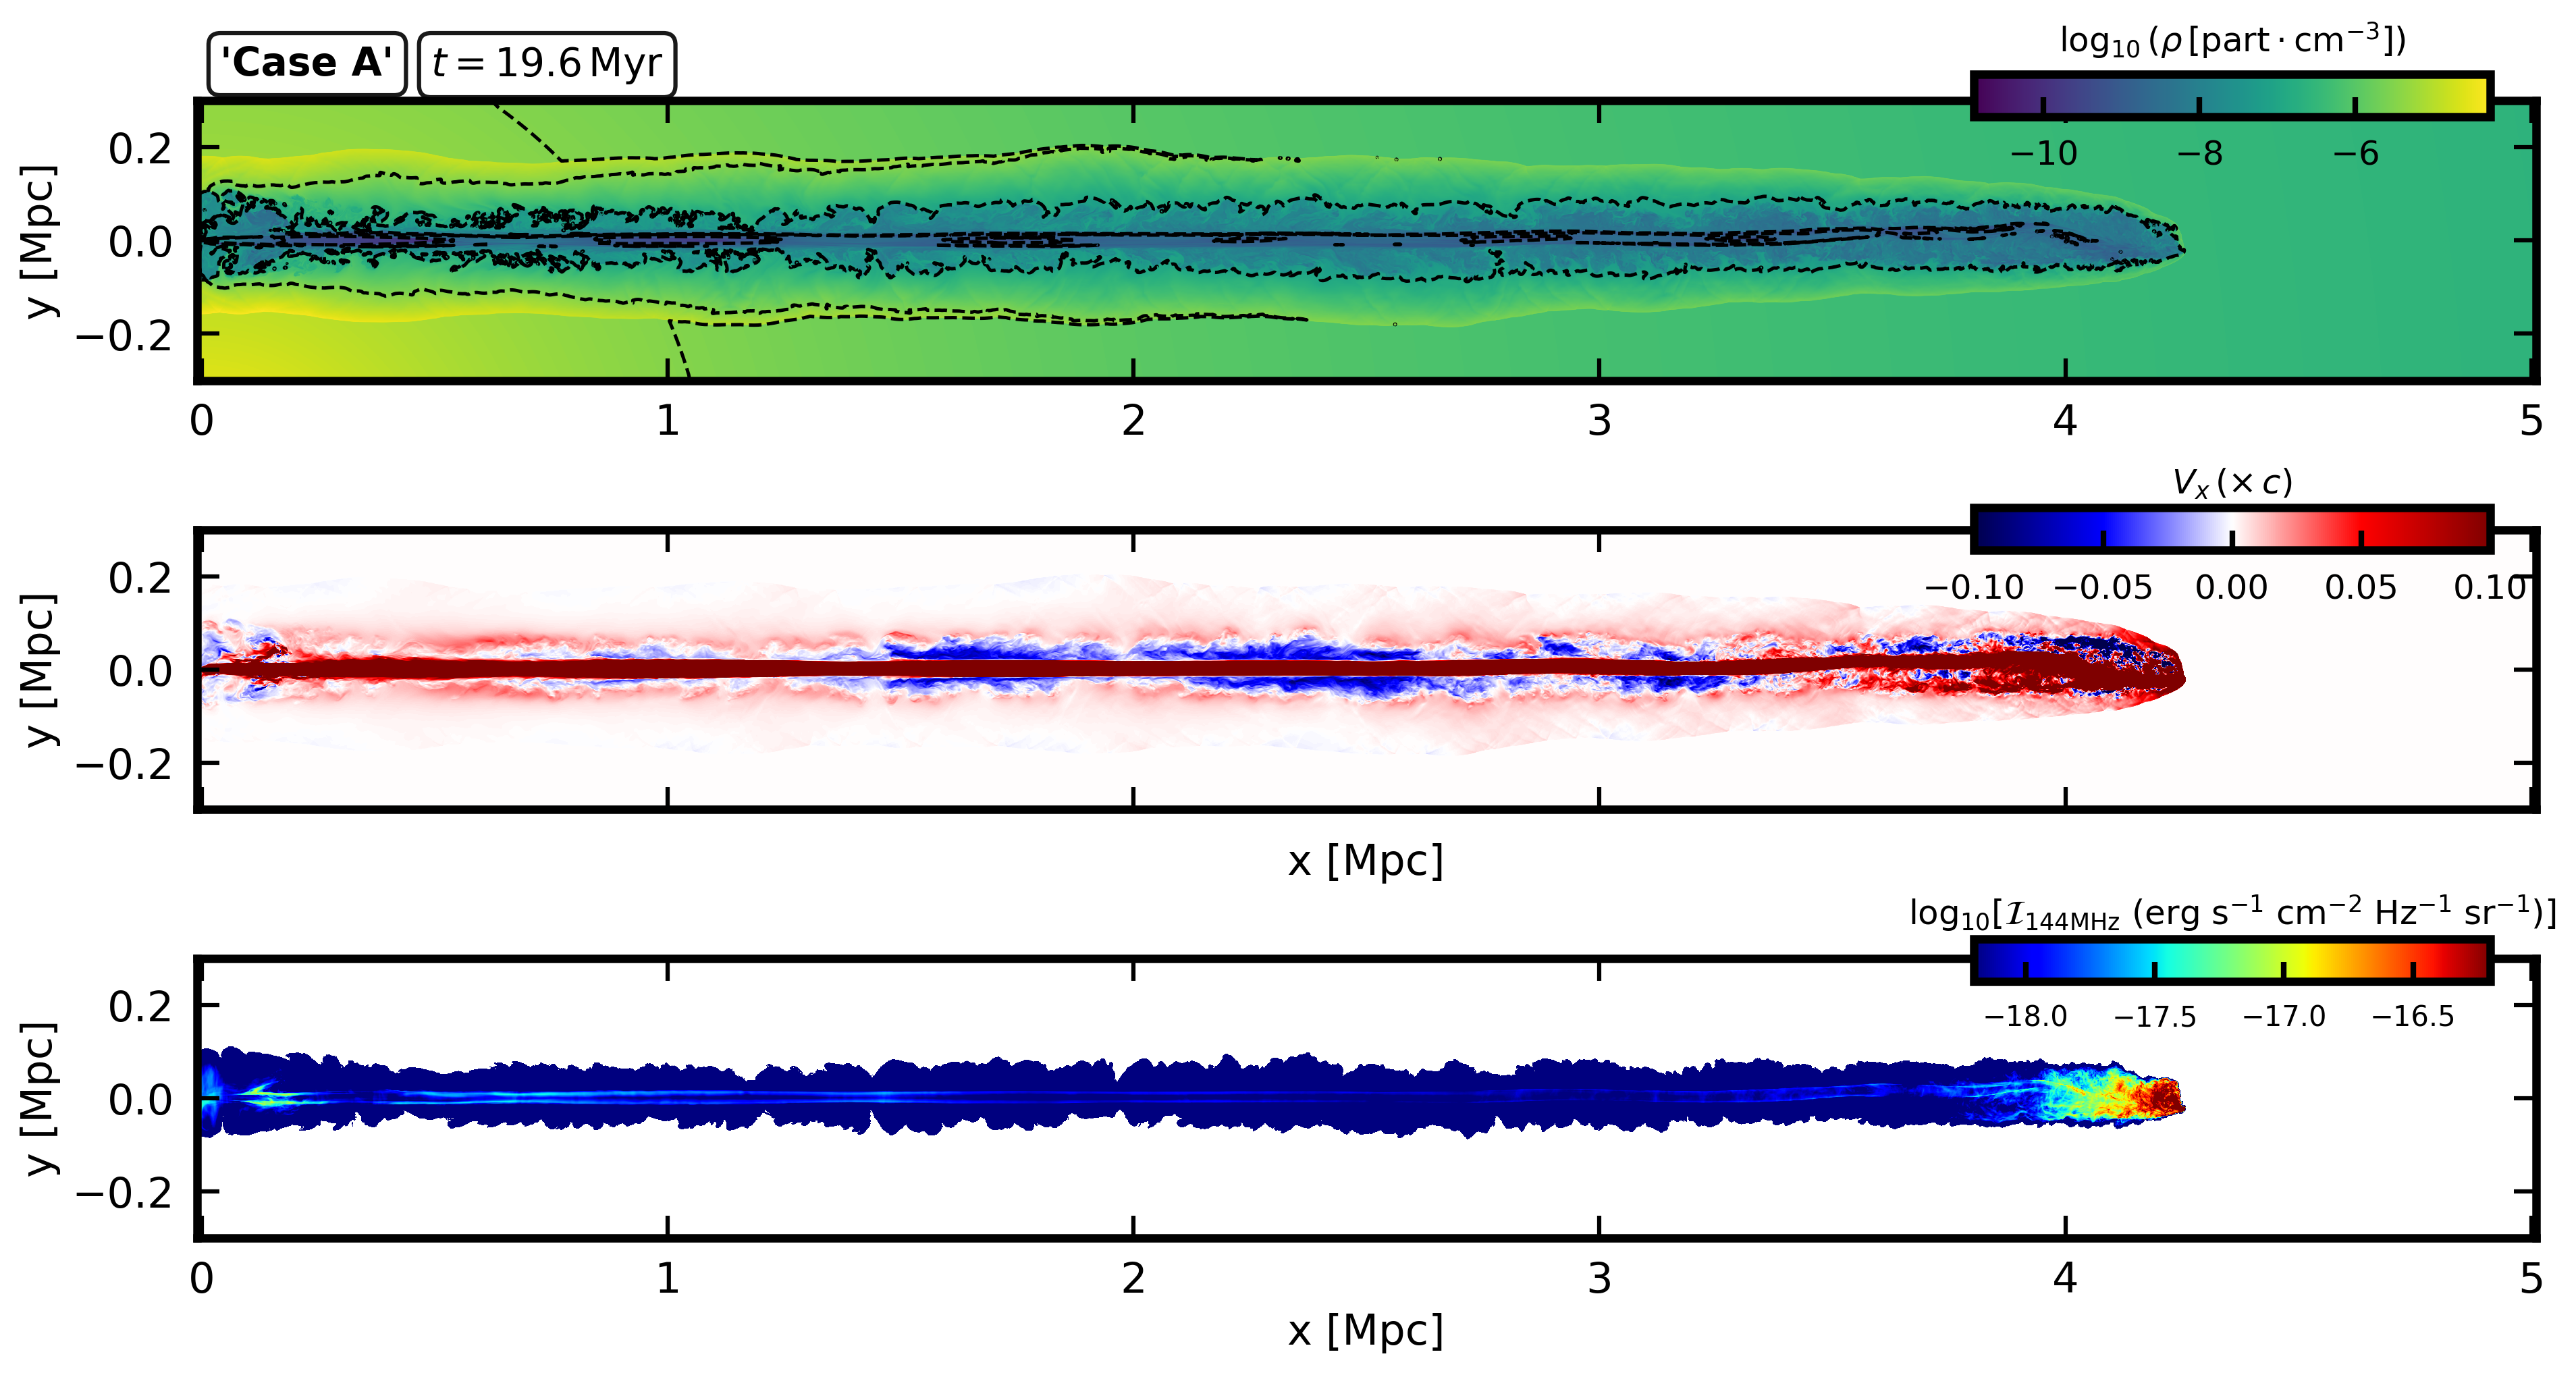 'Case A' t = 19.6 Myr
log₁₀ (ρ [part · cm⁻³])
−10 −8 −6
y [Mpc]
0.2
0.0
−0.2
0 1 2 3 4 5
Vₓ (× c)
−0.10 −0.05 0.00 0.05 0.10
y [Mpc]
0.2
0.0
−0.2
x [Mpc]
log₁₀[ℐ₁₄₄MHz (erg s⁻¹ cm⁻² Hz⁻¹ sr⁻¹)]
−18.0 −17.5 −17.0 −16.5
y [Mpc]
0.2
0.0
−0.2
0 1 2 3 4 5
x [Mpc]